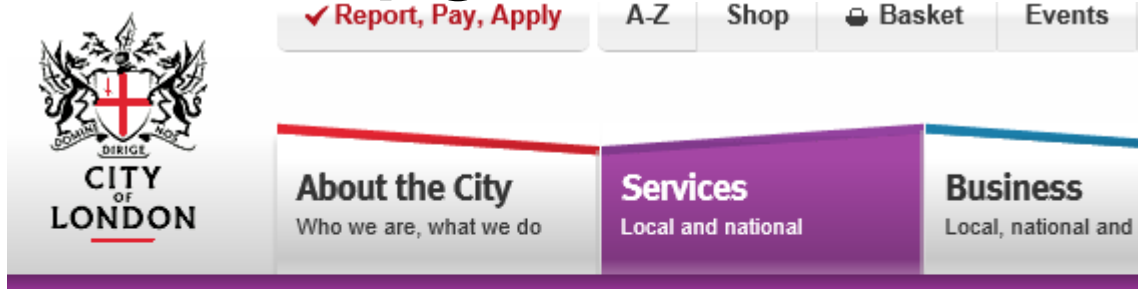 ✓ Report, Pay, Apply
A-Z
Shop
Basket
Events
DOMINE DIRIGE NOS
CITY
OF
LONDON
About the City
Who we are, what we do
Services
Local and national
Business
Local, national and